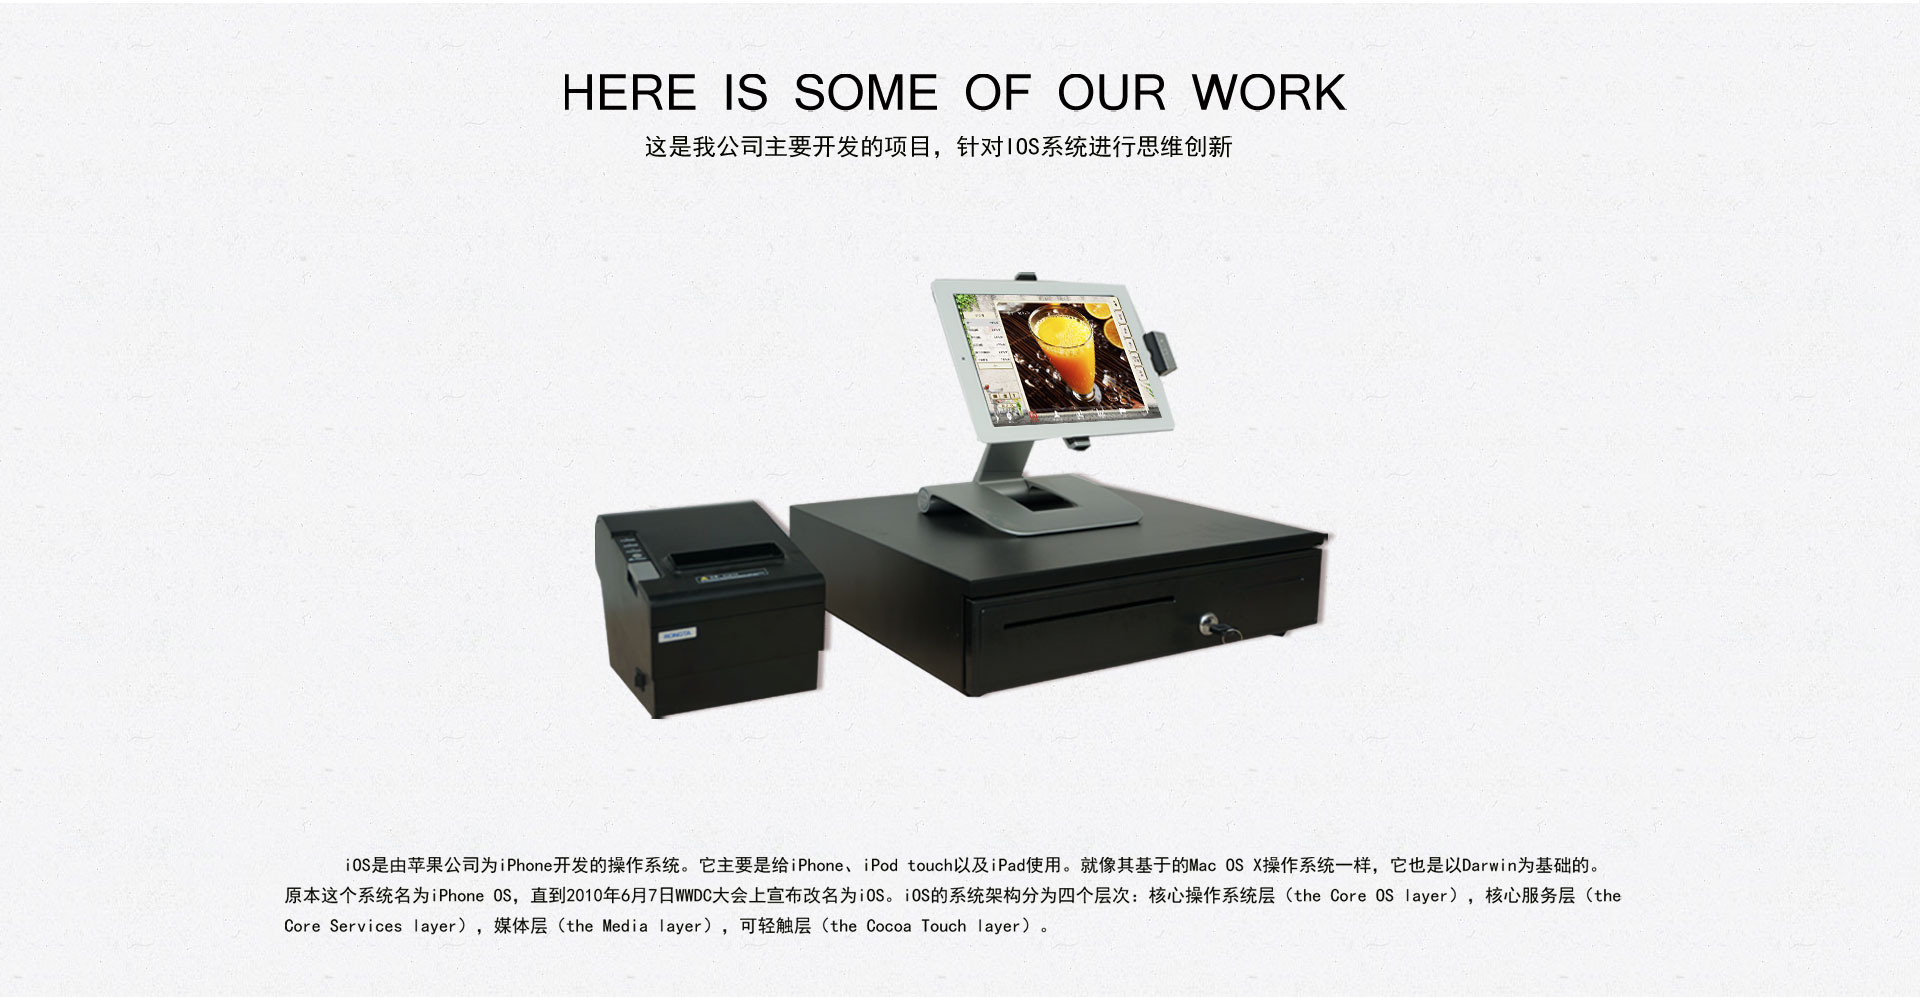 HERE IS SOME OF OUR WORK
这是我公司主要开发的项目，针对IOS系统进行思维创新
RONGTA
iOS是由苹果公司为iPhone开发的操作系统。它主要是给iPhone、iPod touch以及iPad使用。就像其基于的Mac OS X操作系统一样，它也是以Darwin为基础的。
原本这个系统名为iPhone OS，直到2010年6月7日WWDC大会上宣布改名为iOS。iOS的系统架构分为四个层次：核心操作系统层（the Core OS layer），核心服务层（the
Core Services layer），媒体层（the Media layer），可轻触层（the Cocoa Touch layer）。